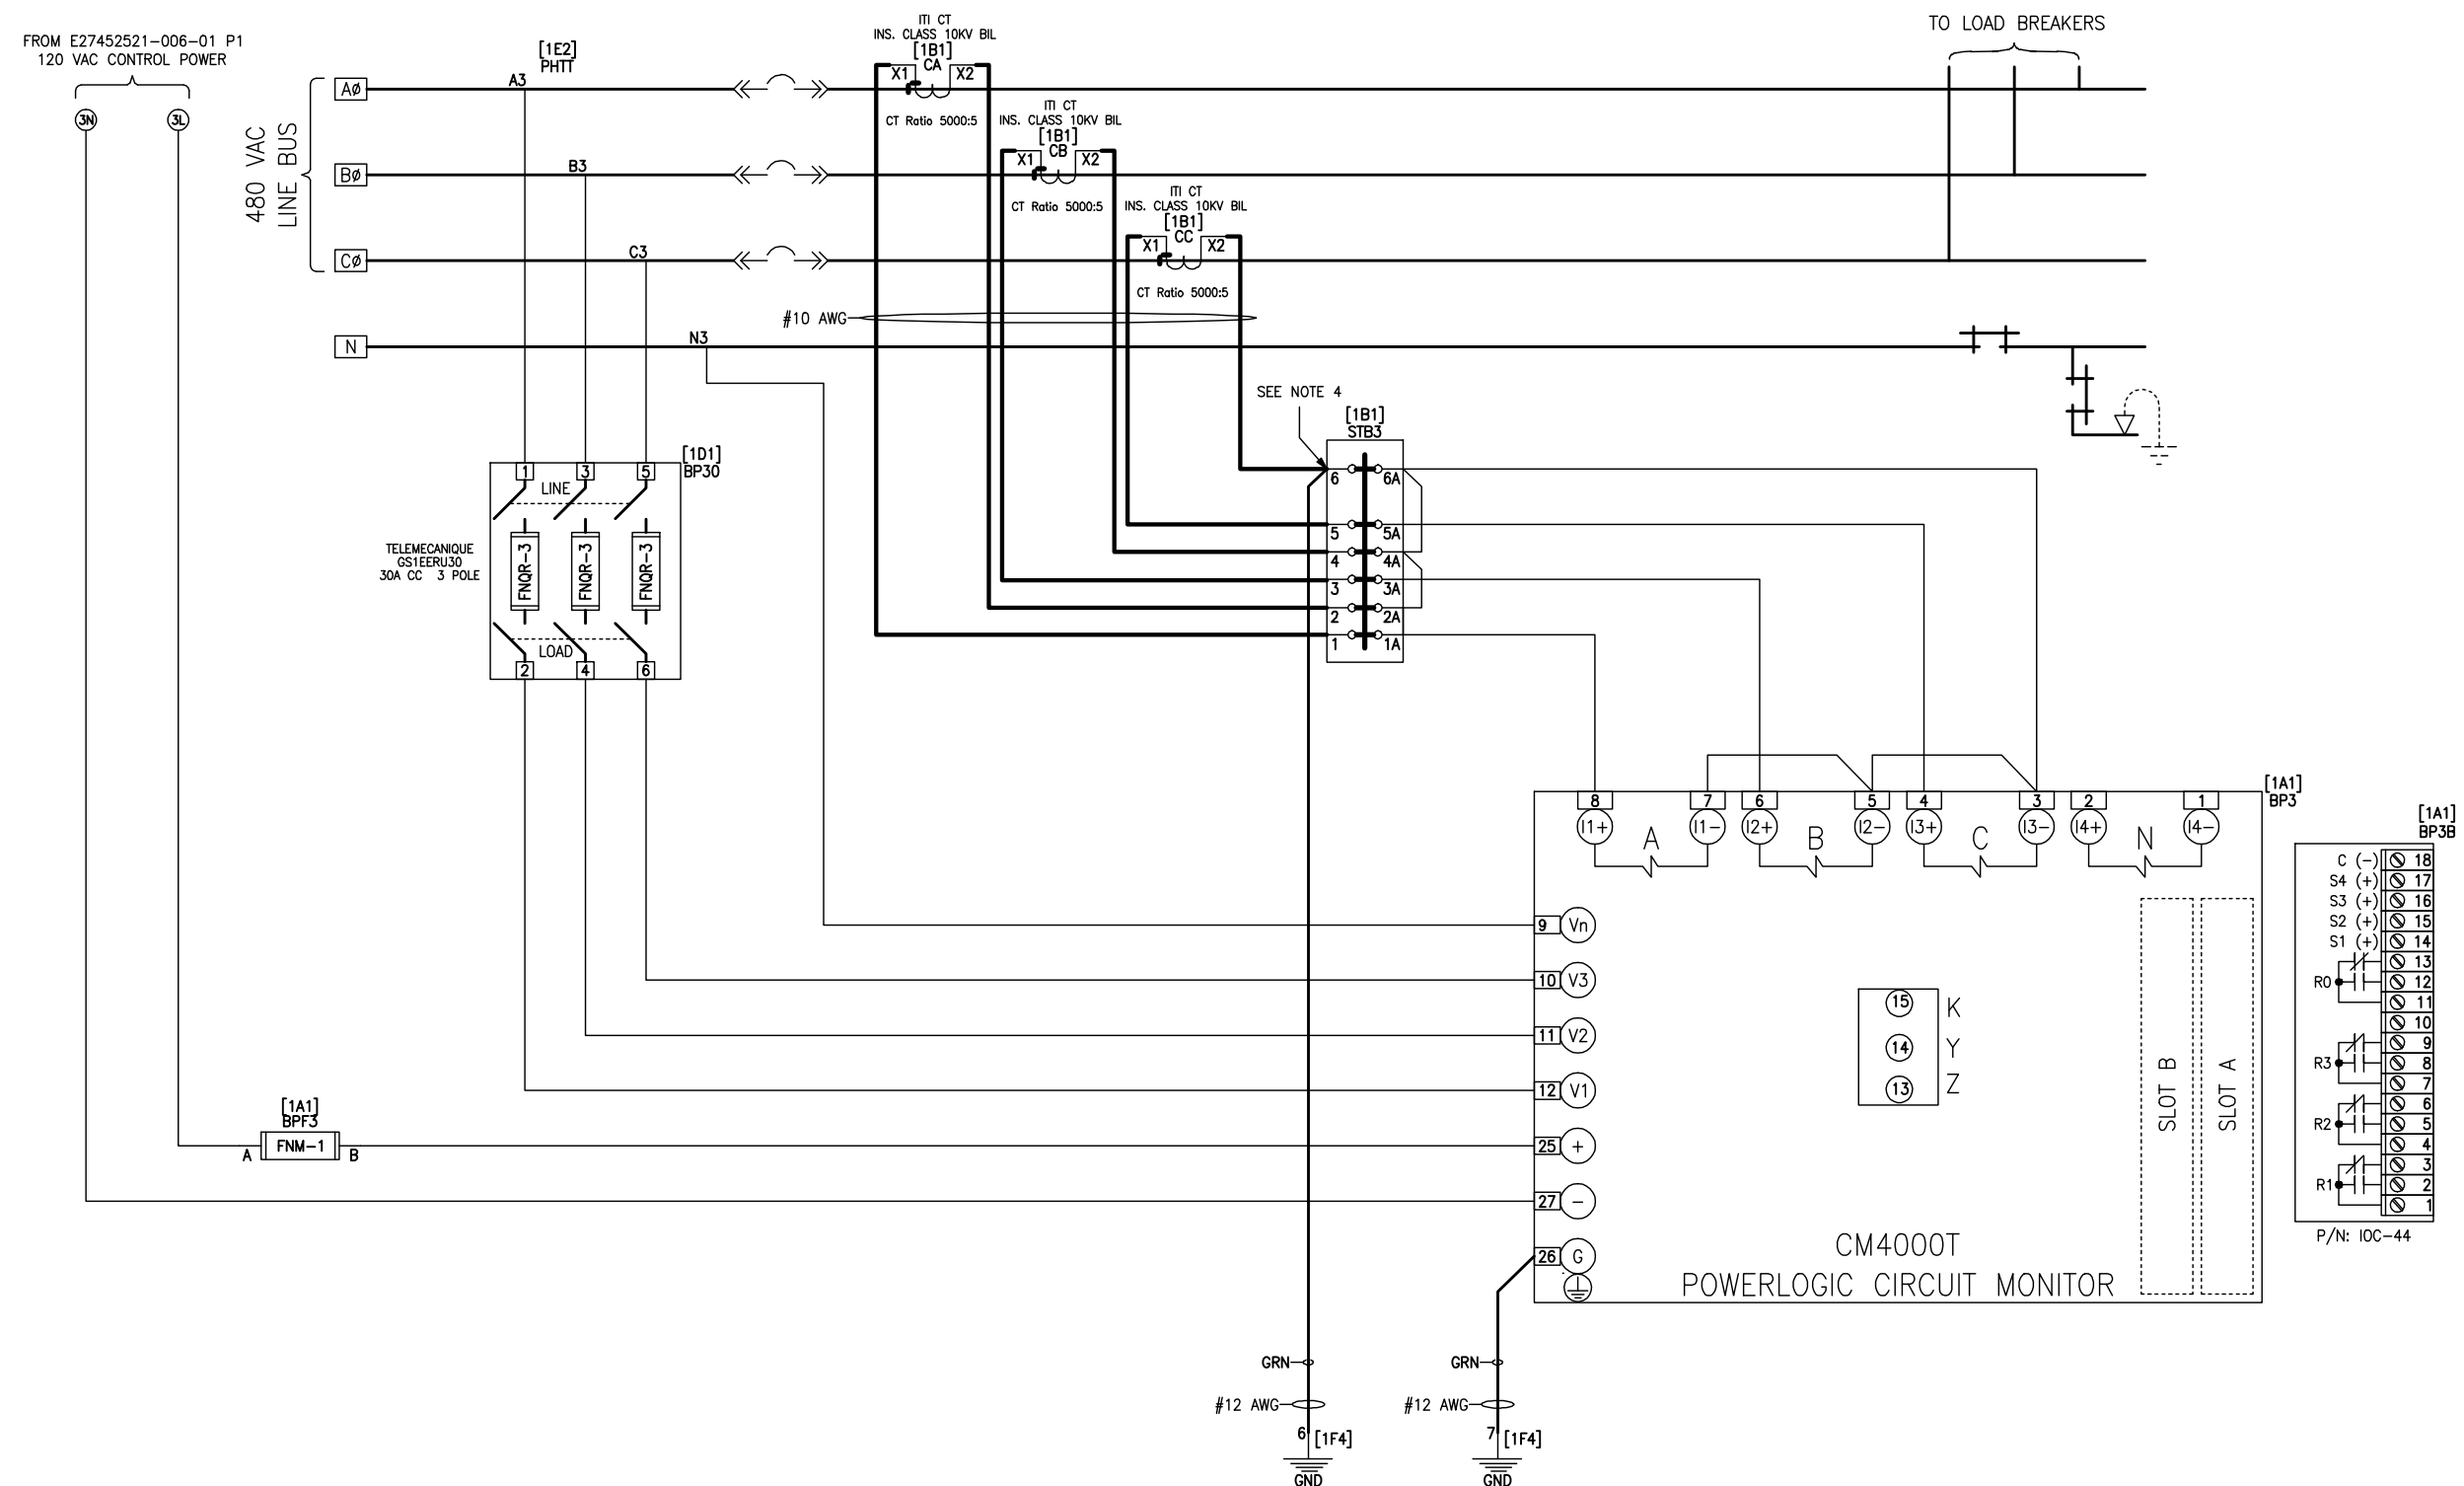 FROM E27452521-006-01 P1
120 VAC CONTROL POWER
3N
3L
480 VAC
LINE BUS
AØ
BØ
CØ
N
A3
B3
C3
N3
[1E2]
PHTT
ITI CT
INS. CLASS 10KV BIL
[1B1]
CA
X1
X2
CT Ratio 5000:5
ITI CT
INS. CLASS 10KV BIL
[1B1]
CB
X1
X2
CT Ratio 5000:5
ITI CT
INS. CLASS 10KV BIL
[1B1]
CC
X1
X2
CT Ratio 5000:5
#10 AWG
TO LOAD BREAKERS
SEE NOTE 4
[1B1]
STB3
6 6A
5 5A
4 4A
3 3A
2 2A
1 1A
[1D1]
BP30
1 3 5
LINE
TELEMECANIQUE
GS1EERU30
30A CC 3 POLE
FNQR-3
FNQR-3
FNQR-3
LOAD
2 4 6
[1A1]
BP3
8 7 6 5 4 3 2 1
I1+ A I1- I2+ B I2- I3+ C I3- I4+ N I4-
9 Vn
10 V3
11 V2
12 V1
25 +
27 -
26 G
15 K
14 Y
13 Z
SLOT B
SLOT A
CM4000T
POWERLOGIC CIRCUIT MONITOR
[1A1]
BPF3
A
FNM-1
B
[1A1]
BP3B
C (-) 18
S4 (+) 17
S3 (+) 16
S2 (+) 15
S1 (+) 14
13
R0 12
11
10
9
R3 8
7
6
R2 5
4
3
R1 2
1
P/N: IOC-44
GRN
#12 AWG
6 [1F4]
GND
GRN
#12 AWG
7 [1F4]
GND